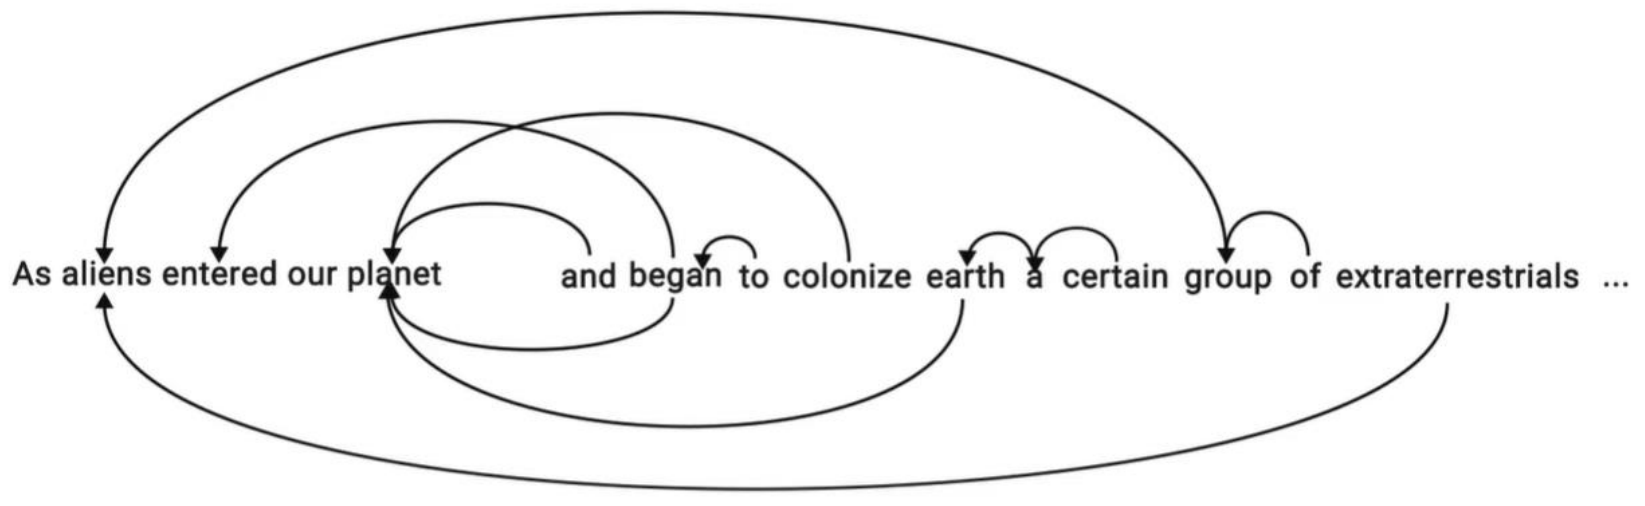 As aliens entered our planet and began to colonize earth a certain group of extraterrestrials ...